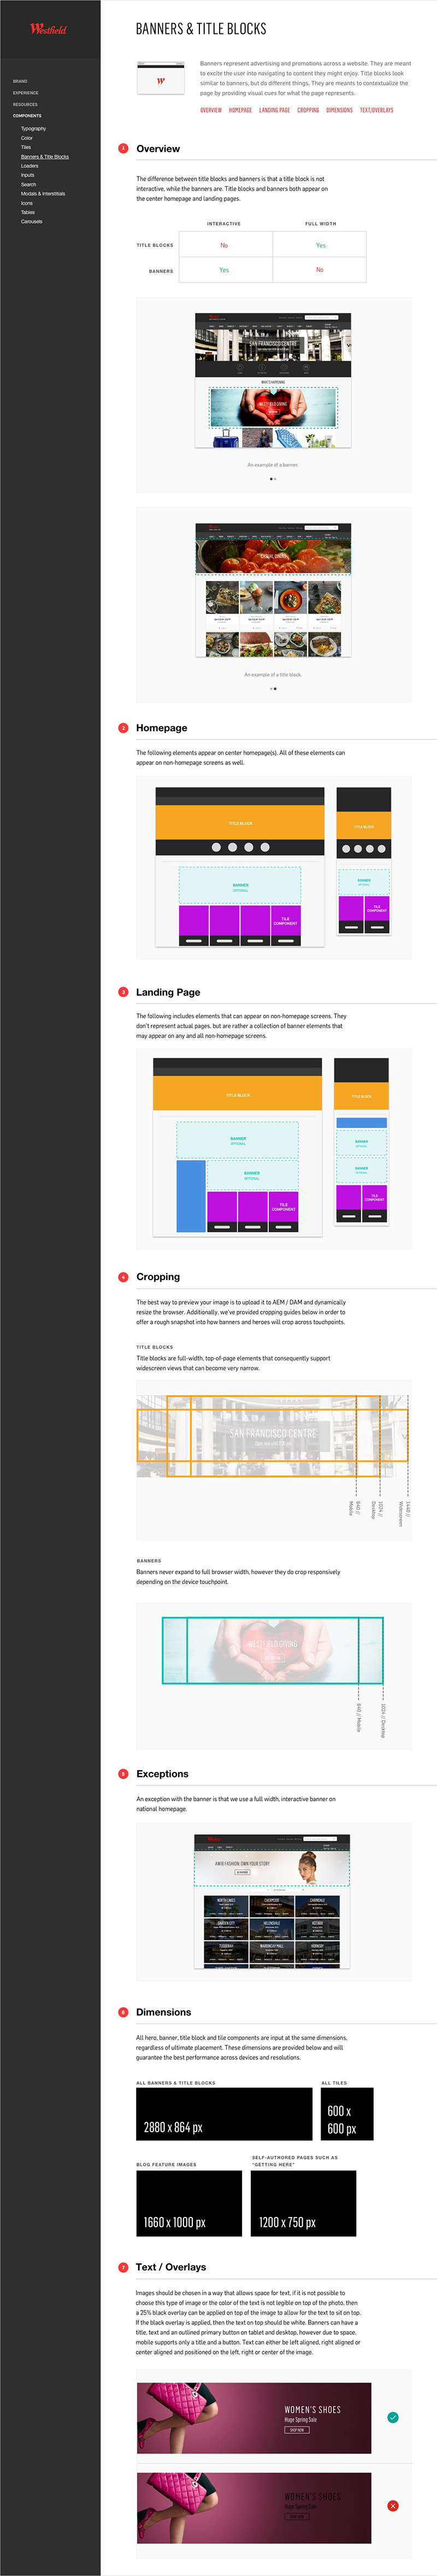 Westfield
BRAND
EXPERIENCE
RESOURCES
COMPONENTS
Typography
Color
Tiles
Banners & Title Blocks
Loaders
Inputs
Search
Modals & Interstitials
Icons
Tables
Carousels
BANNERS & TITLE BLOCKS
W
Banners represent advertising and promotions across a website. They are meant
to excite the user into navigating to content they might enjoy. Title blocks look
similar to banners, but do different things. They are meants to contextualize the
page by providing visual cues for what the page represents.
OVERVIEW HOMEPAGE LANDING PAGE CROPPING DIMENSIONS TEXT/OVERLAYS
1 Overview
The difference between title blocks and banners is that a title block is not
interactive, while the banners are. Title blocks and banners both appear on
the center homepage and landing pages.
INTERACTIVE FULL WIDTH
TITLE BLOCKS No Yes
BANNERS Yes No
SAN FRANCISCO CENTRE
WHAT'S HAPPENING
WESTFIELD GIVING
An example of a banner.
CASUAL DINING
An example of a title block.
2 Homepage
The following elements appear on center homepage(s). All of these elements can
appear on non-homepage screens as well.
TITLE BLOCK
BANNER
OPTIONAL
TILE
COMPONENT
TITLE BLOCK
BANNER
OPTIONAL
TILE
COMPONENT
3 Landing Page
The following includes elements that can appear on non-homepage screens. They
don't represent actual pages, but are rather a collection of banner elements that
may appear on any and all non-homepage screens.
TITLE BLOCK
BANNER
OPTIONAL
BANNER
OPTIONAL
TILE
COMPONENT
TITLE BLOCK
BANNER
OPTIONAL
BANNER
OPTIONAL
TILE
COMPONENT
4 Cropping
The best way to preview your image is to upload it to AEM / DAM and dynamically
resize the browser. Additionally, we've provided cropping guides below in order to
offer a rough snapshot into how banners and heroes will crop across touchpoints.
TITLE BLOCKS
Title blocks are full-width, top-of-page elements that consequently support
widescreen views that can become very narrow.
SAN FRANCISCO CENTRE
640 //
Mobile
1024 //
Desktop
1440 //
Widescreen
BANNERS
Banners never expand to full browser width, however they do crop responsively
depending on the device touchpoint.
WESTFIELD GIVING
640 // Mobile
1024 // Desktop
5 Exceptions
An exception with the banner is that we use a full width, interactive banner on
national homepage.
AW16 FASHION: OWN YOUR STORY
NORTH LAKES CHERMSIDE CARINDALE
GARDEN CITY HELENSVALE
6 Dimensions
All hero, banner, title block and tile components are input at the same dimensions,
regardless of ultimate placement. These dimensions are provided below and will
guarantee the best performance across devices and resolutions.
ALL BANNERS & TITLE BLOCKS
2880 x 864 px
ALL TILES
600 x
600 px
BLOG FEATURE IMAGES
1660 x 1000 px
SELF-AUTHORED PAGES SUCH AS
"GETTING HERE"
1200 x 750 px
7 Text / Overlays
Images should be chosen in a way that allows space for text, if it is not possible to
choose this type of image or the color of the text is not legible on top of the photo, then
a 25% black overlay can be applied on top of the image to allow for the text to sit on top.
If the black overlay is applied, then the text on top should be white. Banners can have a
title, text and an outlined primary button on tablet and desktop, however due to space,
mobile supports only a title and a button. Text can either be left aligned, right aligned or
center aligned and positioned on the left, right or center of the image.
WOMEN'S SHOES
Huge Spring Sale
SHOP NOW
WOMEN'S SHOES
Huge Spring Sale
SHOP NOW